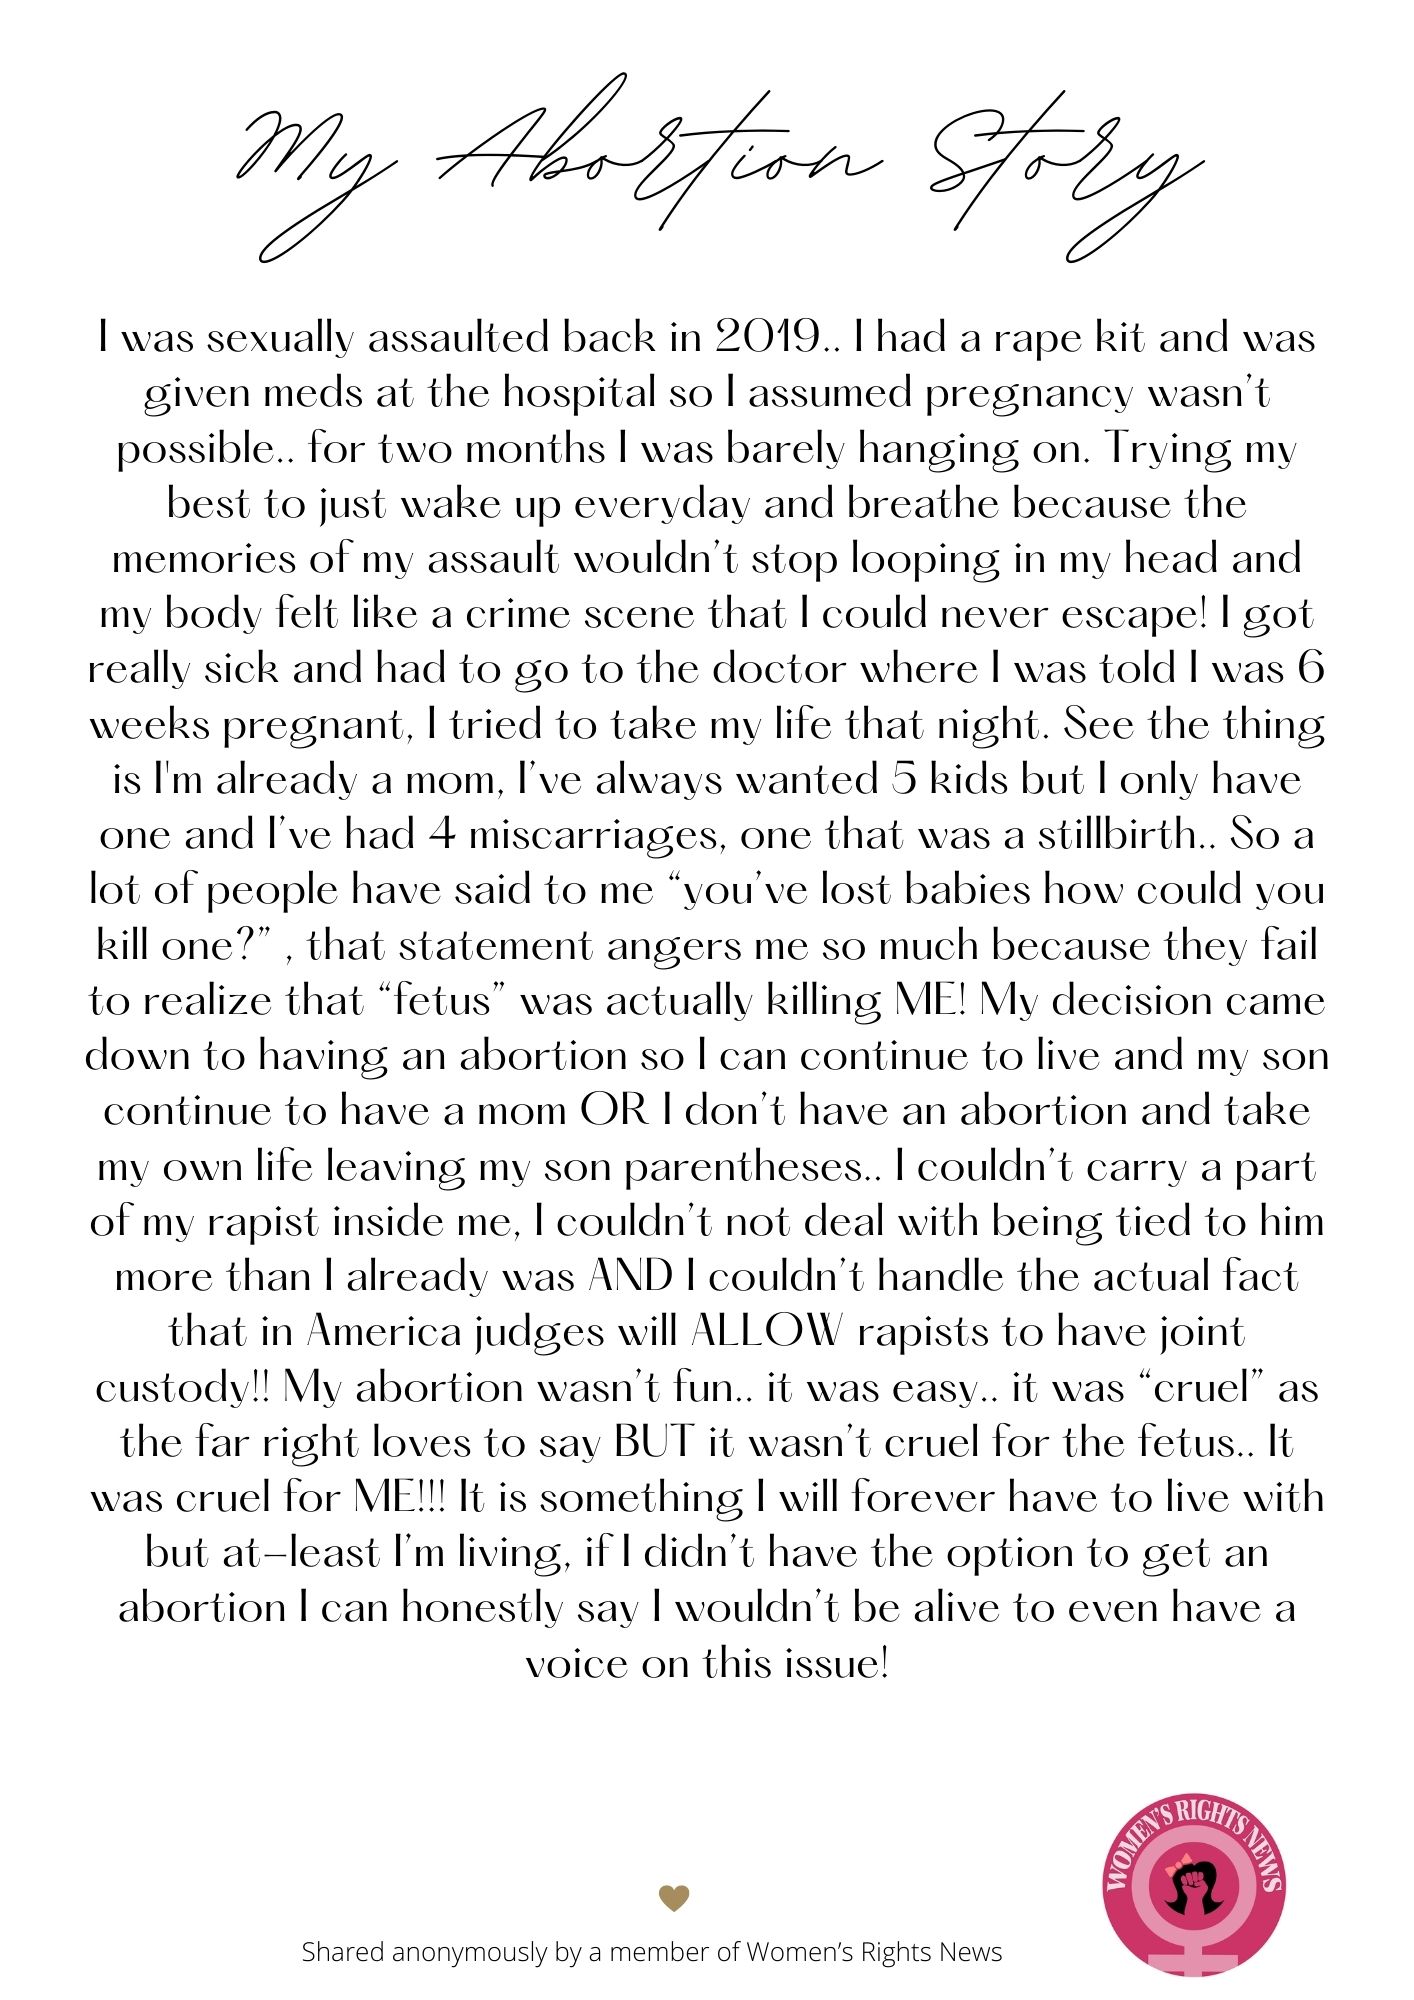 My Abortion Story
I was sexually assaulted back in 2019.. I had a rape kit and was
given meds at the hospital so I assumed pregnancy wasn’t
possible.. for two months I was barely hanging on. Trying my
best to just wake up everyday and breathe because the
memories of my assault wouldn’t stop looping in my head and
my body felt like a crime scene that I could never escape! I got
really sick and had to go to the doctor where I was told I was 6
weeks pregnant, I tried to take my life that night. See the thing
is I'm already a mom, I’ve always wanted 5 kids but I only have
one and I’ve had 4 miscarriages, one that was a stillbirth.. So a
lot of people have said to me “you’ve lost babies how could you
kill one?” , that statement angers me so much because they fail
to realize that “fetus” was actually killing ME! My decision came
down to having an abortion so I can continue to live and my son
continue to have a mom OR I don’t have an abortion and take
my own life leaving my son parentheses.. I couldn’t carry a part
of my rapist inside me, I couldn’t not deal with being tied to him
more than I already was AND I couldn’t handle the actual fact
that in America judges will ALLOW rapists to have joint
custody!! My abortion wasn’t fun.. it was easy.. it was “cruel” as
the far right loves to say BUT it wasn’t cruel for the fetus.. It
was cruel for ME!!! It is something I will forever have to live with
but at-least I’m living, if I didn’t have the option to get an
abortion I can honestly say I wouldn’t be alive to even have a
voice on this issue!
WOMEN’S RIGHTS NEWS
Shared anonymously by a member of Women’s Rights News